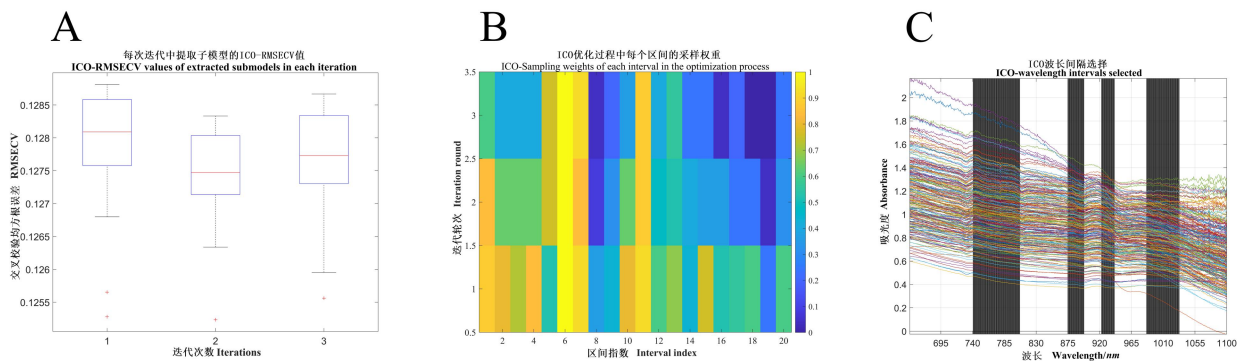 A
每次迭代中提取子模型的ICO-RMSECV值
ICO-RMSECV values of extracted submodels in each iteration
交叉校验均方根误差 RMSECV
0.1285
0.128
0.1275
0.127
0.1265
0.126
0.1255
1 2 3
迭代次数 Iterations
B
ICO优化过程中每个区间的采样权重
ICO-Sampling weights of each interval in the optimization process
迭代轮次 Iteration round
3.5
2.5
1.5
0.5
2 4 6 8 10 12 14 16 18 20
区间指数 Interval index
1
0.9
0.8
0.7
0.6
0.5
0.4
0.3
0.2
0.1
0
C
ICO波长间隔选择
ICO-wavelength intervals selected
吸光度 Absorbance
2
1.8
1.6
1.4
1.2
1
0.8
0.6
0.4
0.2
0
695 740 785 830 875 920 965 1010 1055 1100
波长 Wavelength/nm